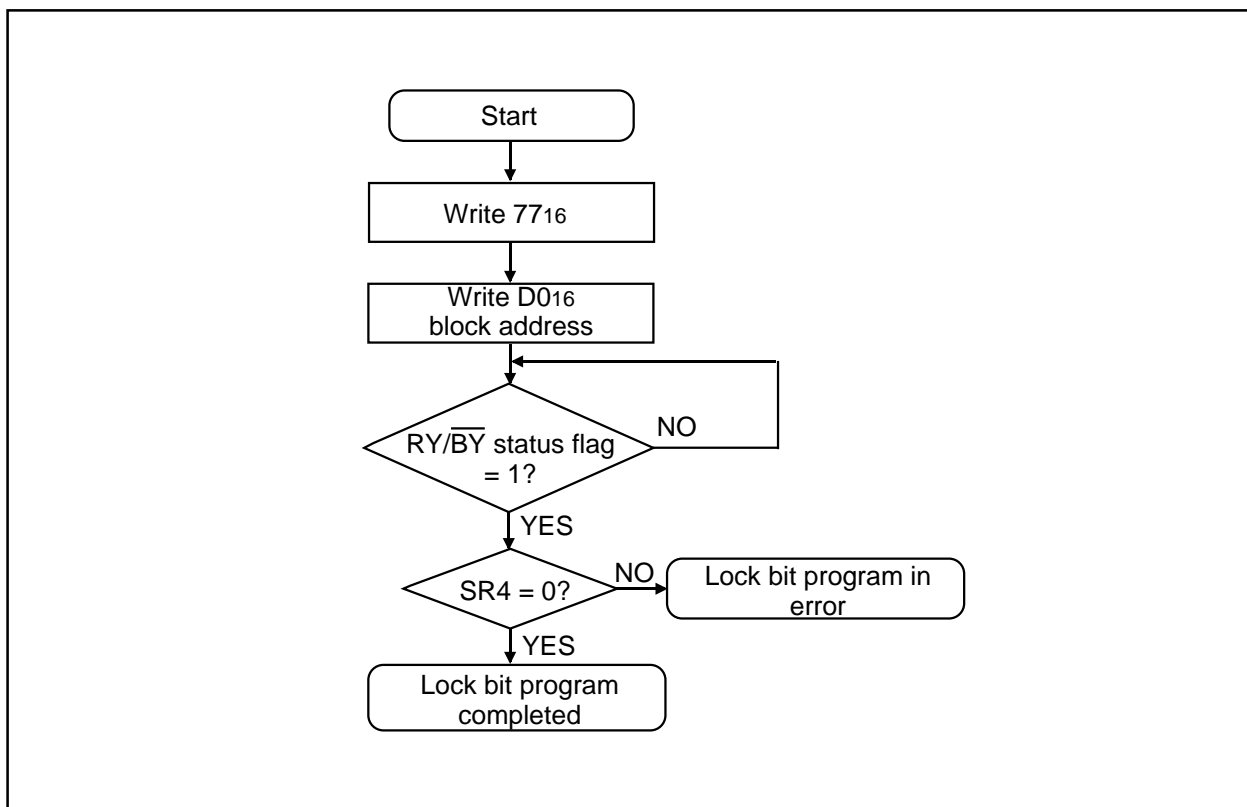 Start
Write 7716
Write D016
block address
NO
RY/B̅Y̅ status flag
= 1?
YES
SR4 = 0?
NO
Lock bit program in
error
YES
Lock bit program
completed